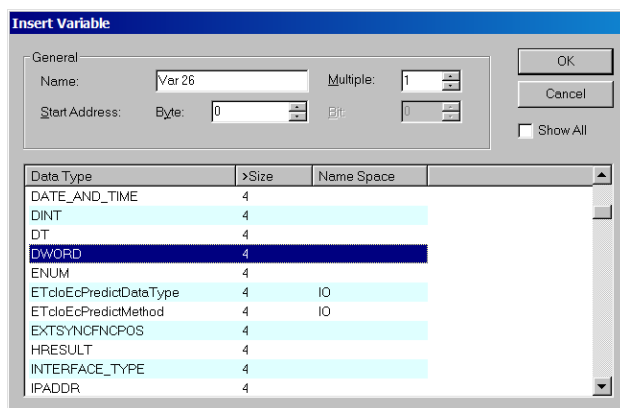 Insert Variable
General
Name: Var 26 Multiple: 1
Start Address: Byte: 0 Bit: 0
OK
Cancel
Show All
Data Type >Size Name Space
DATE_AND_TIME 4
DINT 4
DT 4
DWORD 4
ENUM 4
ETcIoEcPredictDataType 4 IO
ETcIoEcPredictMethod 4 IO
EXTSYNCFNCPOS 4
HRESULT 4
INTERFACE_TYPE 4
IPADDR 4